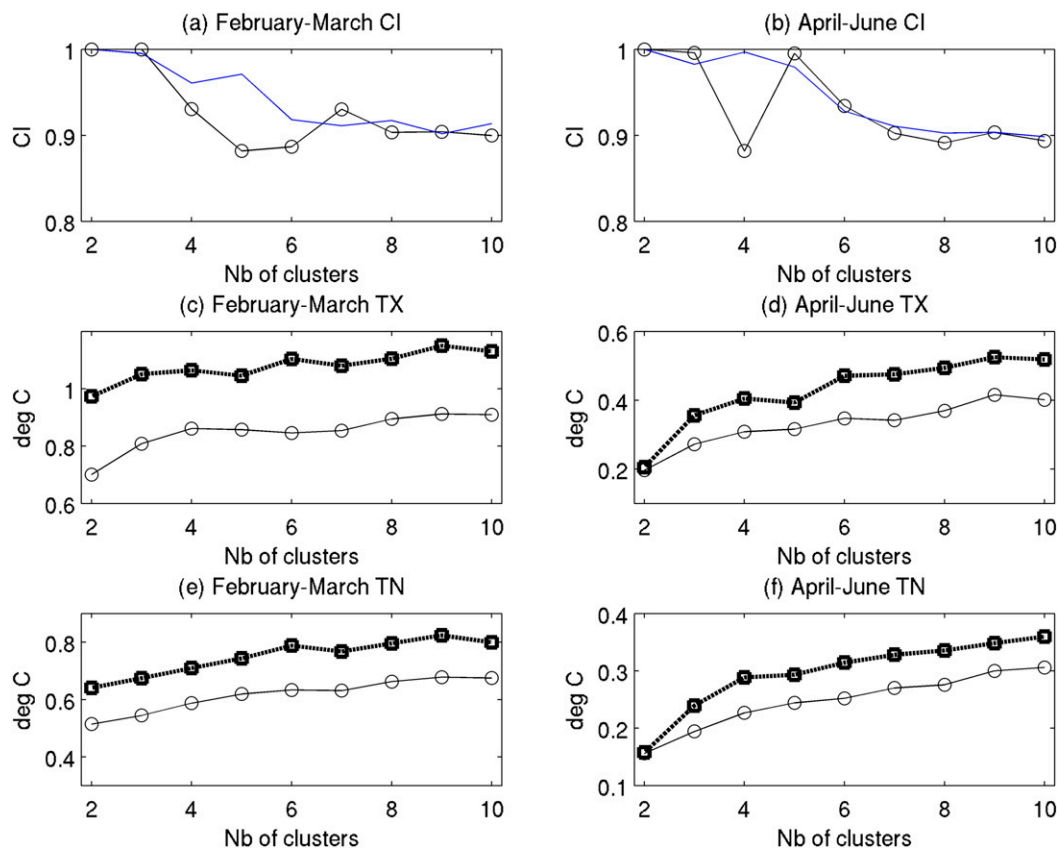 (a) February-March CI
1
0.9
0.8
CI
2 4 6 8 10
Nb of clusters
(b) April-June CI
1
0.9
0.8
CI
2 4 6 8 10
Nb of clusters
(c) February-March TX
1
0.8
0.6
deg C
2 4 6 8 10
Nb of clusters
(d) April-June TX
0.6
0.4
0.2
deg C
2 4 6 8 10
Nb of clusters
(e) February-March TN
0.8
0.6
0.4
deg C
2 4 6 8 10
Nb of clusters
(f) April-June TN
0.4
0.3
0.2
0.1
deg C
2 4 6 8 10
Nb of clusters